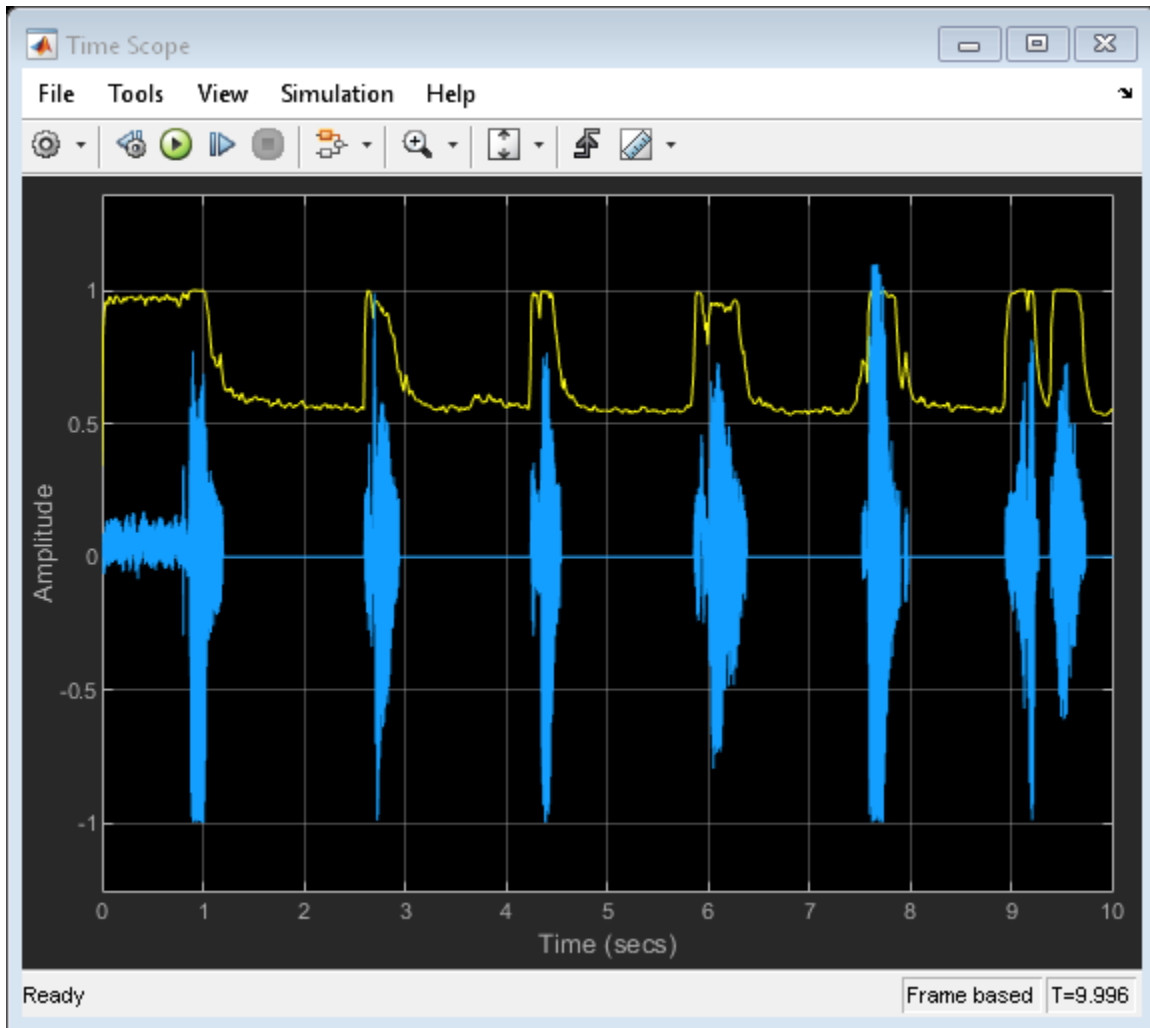 Time Scope
File Tools View Simulation Help
1
0.5
0
-0.5
-1
Amplitude
0 1 2 3 4 5 6 7 8 9 10
Time (secs)
Ready Frame based T=9.996